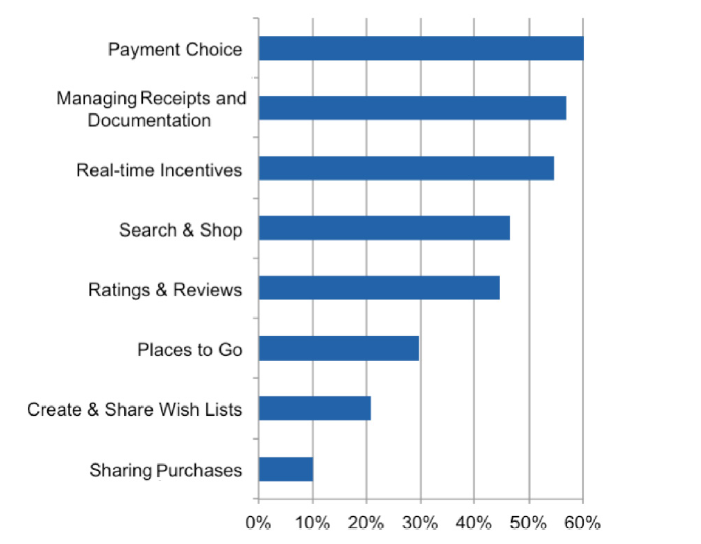 Payment Choice
Managing Receipts and
Documentation
Real-time Incentives
Search & Shop
Ratings & Reviews
Places to Go
Create & Share Wish Lists
Sharing Purchases
0% 10% 20% 30% 40% 50% 60%